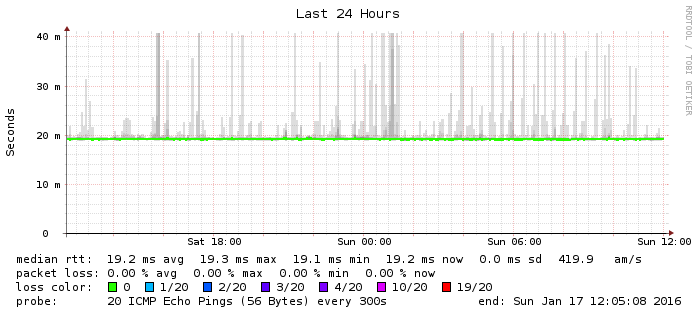 Last 24 Hours
RRDTOOL / TOBI OETIKER
Seconds
40 m
30 m
20 m
10 m
0
Sat 18:00 Sun 00:00 Sun 06:00 Sun 12:00
median rtt: 19.2 ms avg 19.3 ms max 19.1 ms min 19.2 ms now 0.0 ms sd 419.9 am/s
packet loss: 0.00 % avg 0.00 % max 0.00 % min 0.00 % now
loss color: 0 1/20 2/20 3/20 4/20 10/20 19/20
probe: 20 ICMP Echo Pings (56 Bytes) every 300s end: Sun Jan 17 12:05:08 2016